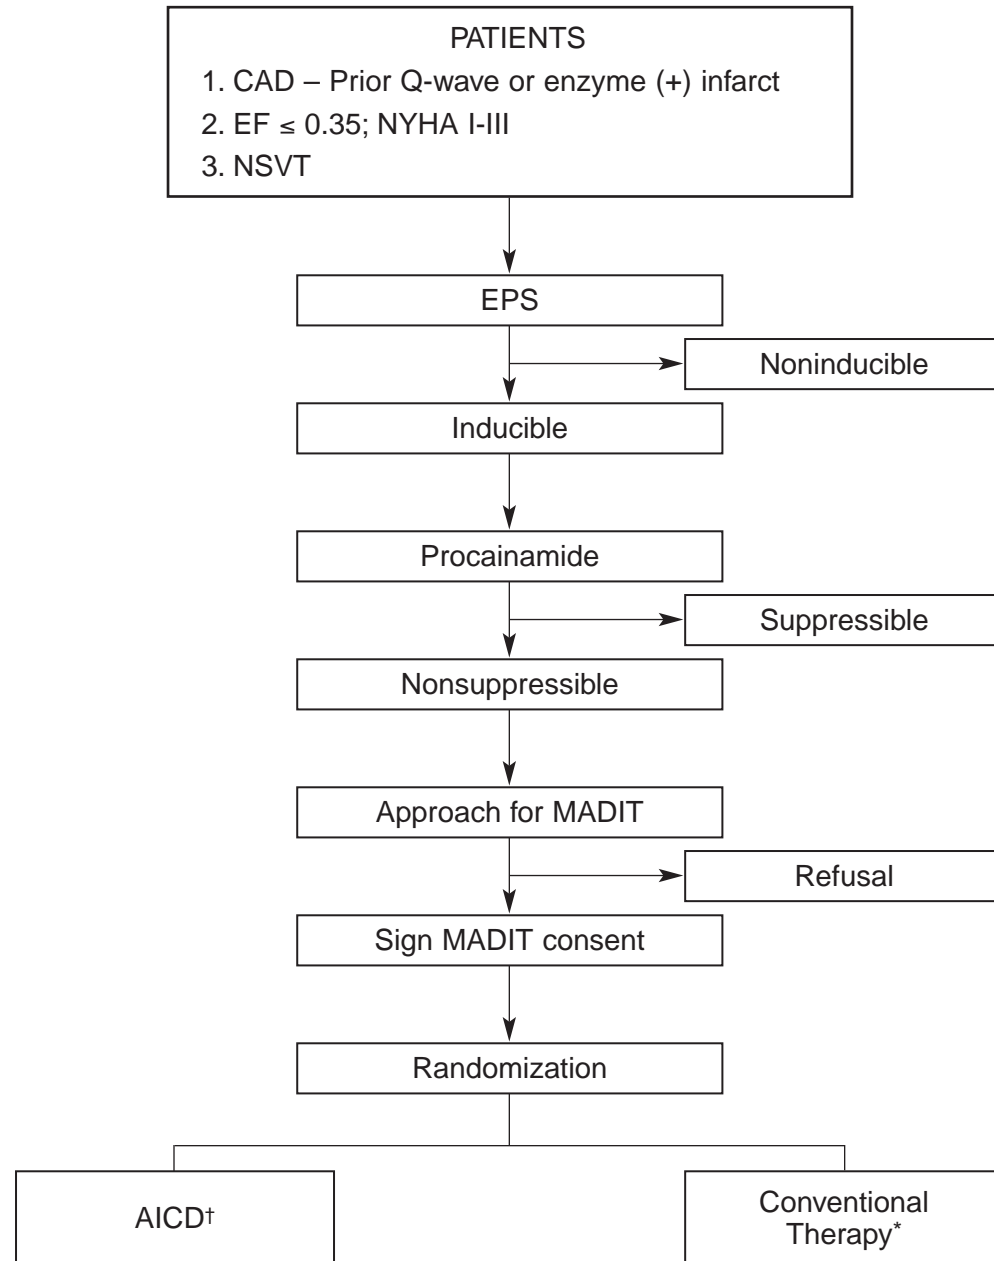 PATIENTS
1. CAD – Prior Q-wave or enzyme (+) infarct
2. EF ≤ 0.35; NYHA I-III
3. NSVT
EPS
Noninducible
Inducible
Procainamide
Suppressible
Nonsuppressible
Approach for MADIT
Refusal
Sign MADIT consent
Randomization
AICD†
Conventional
Therapy*